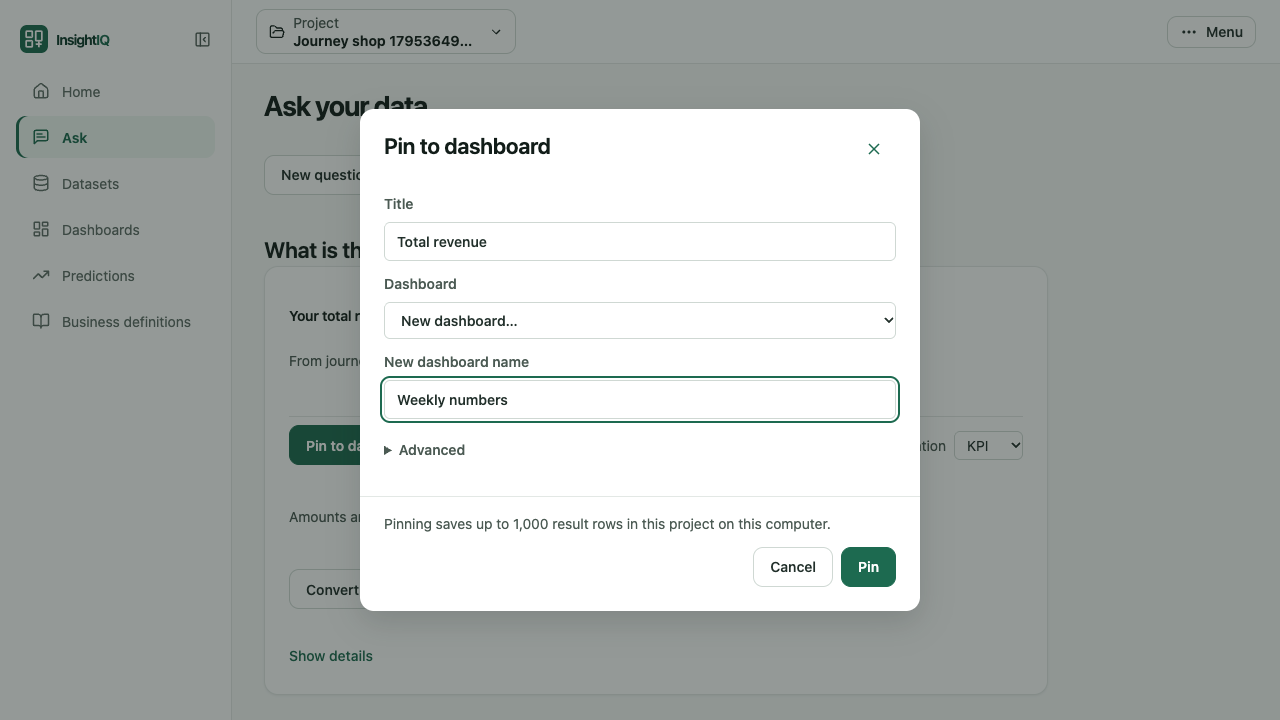 InsightIQ
Project
Journey shop 17953649...
Menu
Home
Ask
Datasets
Dashboards
Predictions
Business definitions
Ask your data
New questio
What is th
Your total r
From journe
Pin to da
tion
KPI
Amounts a
Convert
Show details
Pin to dashboard
Title
Total revenue
Dashboard
New dashboard...
New dashboard name
Weekly numbers
Advanced
Pinning saves up to 1,000 result rows in this project on this computer.
Cancel
Pin